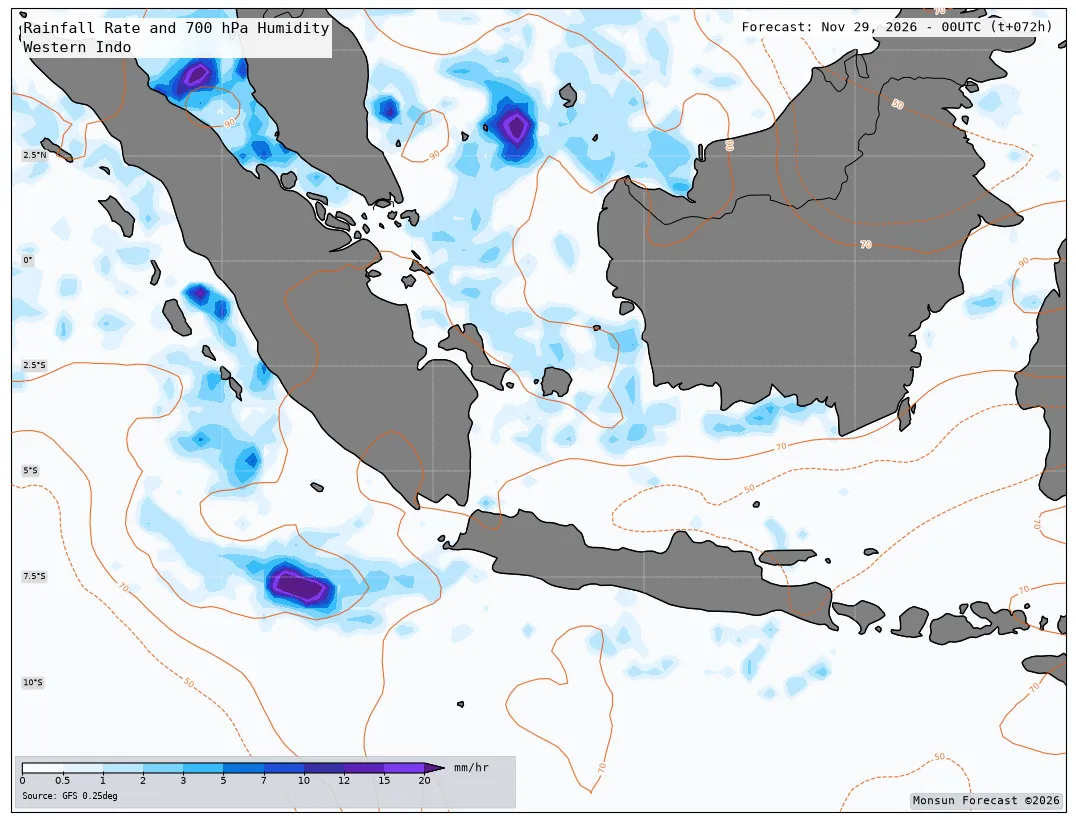 Rainfall Rate and 700 hPa Humidity
Western Indo
Forecast: Nov 29, 2026 - 00UTC (t+072h)
70
50
90
90
90
2.5°N
70
0°
90
2.5°S
70
5°S
50
70
7.5°S
70
70
10°S
50
70
50
70
mm/hr
0 0.5 1 2 3 5 7 10 12 15 20
Source: GFS 0.25deg
Monsun Forecast ©2026